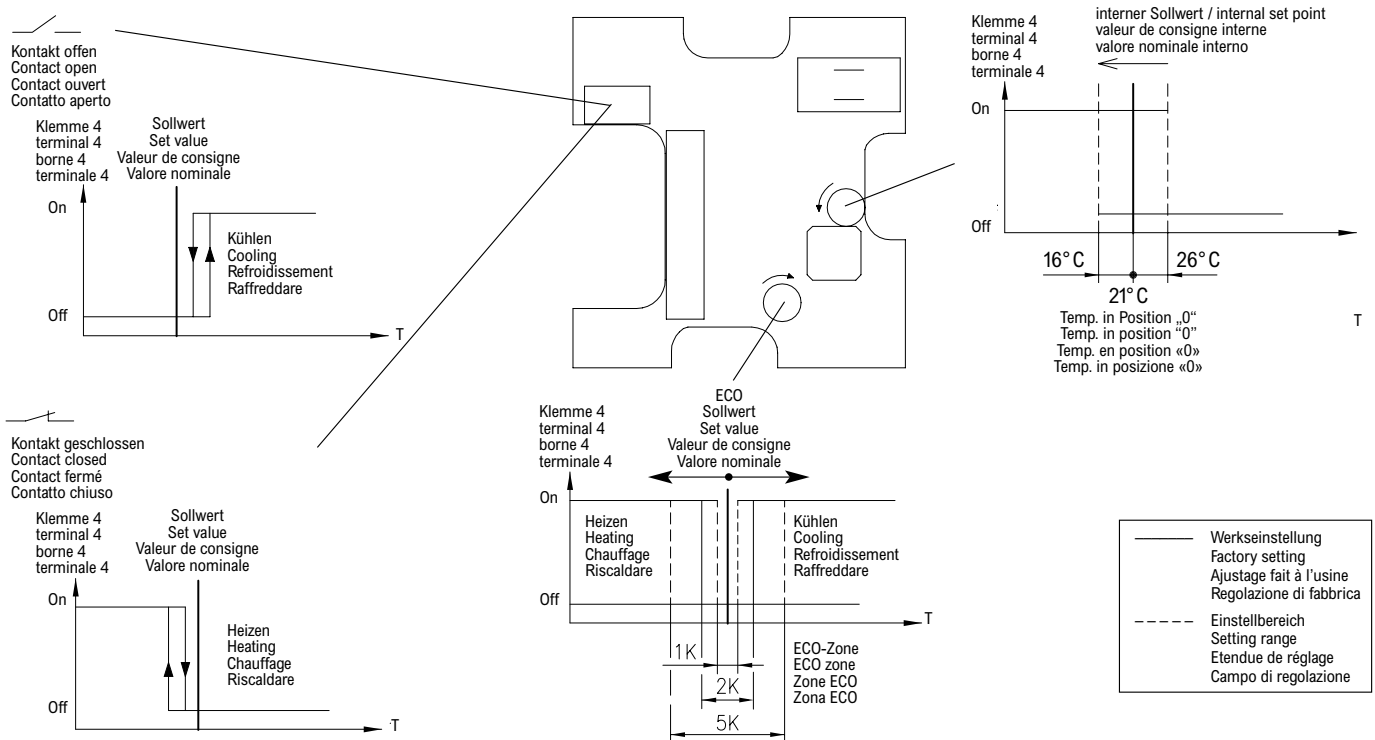 Kontakt offen
Contact open
Contact ouvert
Contatto aperto
Klemme 4
terminal 4
borne 4
terminale 4
Sollwert
Set value
Valeur de consigne
Valore nominale
On
Off
Kühlen
Cooling
Refroidissement
Raffreddare
T
Kontakt geschlossen
Contact closed
Contact fermé
Contatto chiuso
Klemme 4
terminal 4
borne 4
terminale 4
Sollwert
Set value
Valeur de consigne
Valore nominale
On
Off
Heizen
Heating
Chauffage
Riscaldare
T
ECO
Sollwert
Set value
Valeur de consigne
Valore nominale
Klemme 4
terminal 4
borne 4
terminale 4
On
Off
Heizen
Heating
Chauffage
Riscaldare
Kühlen
Cooling
Refroidissement
Raffreddare
T
1K
2K
5K
ECO-Zone
ECO zone
Zone ECO
Zona ECO
Klemme 4
terminal 4
borne 4
terminale 4
interner Sollwert / internal set point
valeur de consigne interne
valore nominale interno
On
Off
16°C
26°C
21°C
Temp. in Position „0“
Temp. in position “0”
Temp. en position «0»
Temp. in posizione «0»
T
Werkseinstellung
Factory setting
Ajustage fait à l'usine
Regolazione di fabbrica
Einstellbereich
Setting range
Etendue de réglage
Campo di regolazione